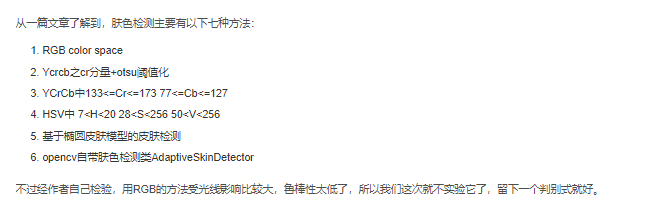 从一篇文章了解到，肤色检测主要有以下七种方法：
1. RGB color space
2. Ycrcb之cr分量+otsu阈值化
3. YCrCb中133<=Cr<=173 77<=Cb<=127
4. HSV中 7<H<20 28<S<256 50<V<256
5. 基于椭圆皮肤模型的皮肤检测
6. opencv自带肤色检测类AdaptiveSkinDetector
不过经作者自己检验，用RGB的方法受光线影响比较大，鲁棒性太低了，所以我们这次就不实验它了，留下一个判别式就好。